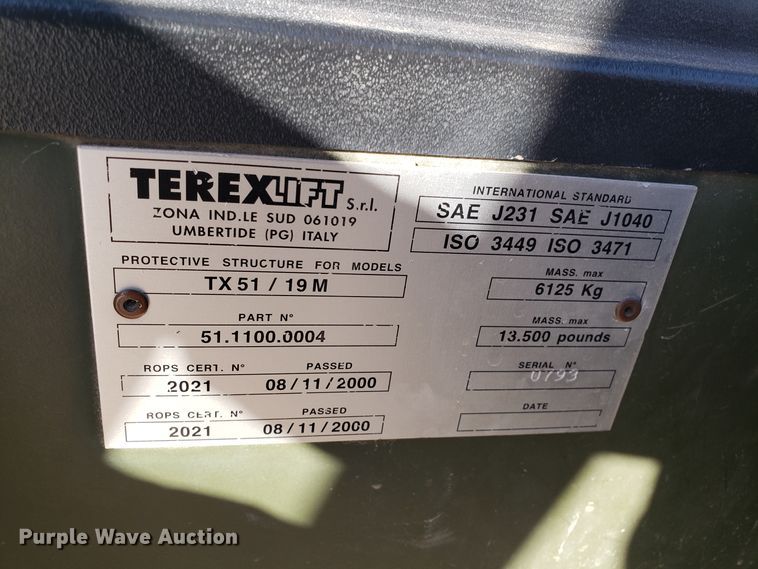 TEREXLIFT S.r.l.
ZONA IND.LE SUD 061019
UMBERTIDE (PG) ITALY
PROTECTIVE STRUCTURE FOR MODELS
TX 51 / 19 M
PART N°
51.1100.0004
ROPS CERT. N° PASSED
2021 08/11/2000
ROPS CERT. N° PASSED
2021 08/11/2000
INTERNATIONAL STANDARD
SAE J231 SAE J1040
ISO 3449 ISO 3471
MASS. max
6125 Kg
MASS. max
13.500 pounds
SERIAL N°
0793
DATE
Purple Wave Auction